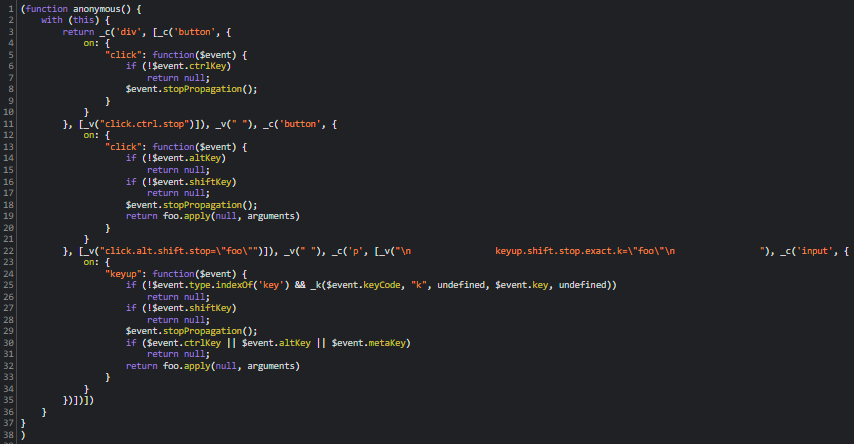 1 (function anonymous() {
2 with (this) {
3 return _c('div', [_c('button', {
4 on: {
5 "click": function($event) {
6 if (!$event.ctrlKey)
7 return null;
8 $event.stopPropagation();
9 }
10 }
11 }, [_v("click.ctrl.stop")]), _v(" "), _c('button', {
12 on: {
13 "click": function($event) {
14 if (!$event.altKey)
15 return null;
16 if (!$event.shiftKey)
17 return null;
18 $event.stopPropagation();
19 return foo.apply(null, arguments)
20 }
21 }
22 }, [_v("click.alt.shift.stop=\"foo\"")]), _v(" "), _c('p', [_v("\n keyup.shift.stop.exact.k=\"foo\"\n "), _c('input', {
23 on: {
24 "keyup": function($event) {
25 if (!$event.type.indexOf('key') && _k($event.keyCode, "k", undefined, $event.key, undefined))
26 return null;
27 if (!$event.shiftKey)
28 return null;
29 $event.stopPropagation();
30 if ($event.ctrlKey || $event.altKey || $event.metaKey)
31 return null;
32 return foo.apply(null, arguments)
33 }
34 }
35 })])])
36 }
37 }
38 )